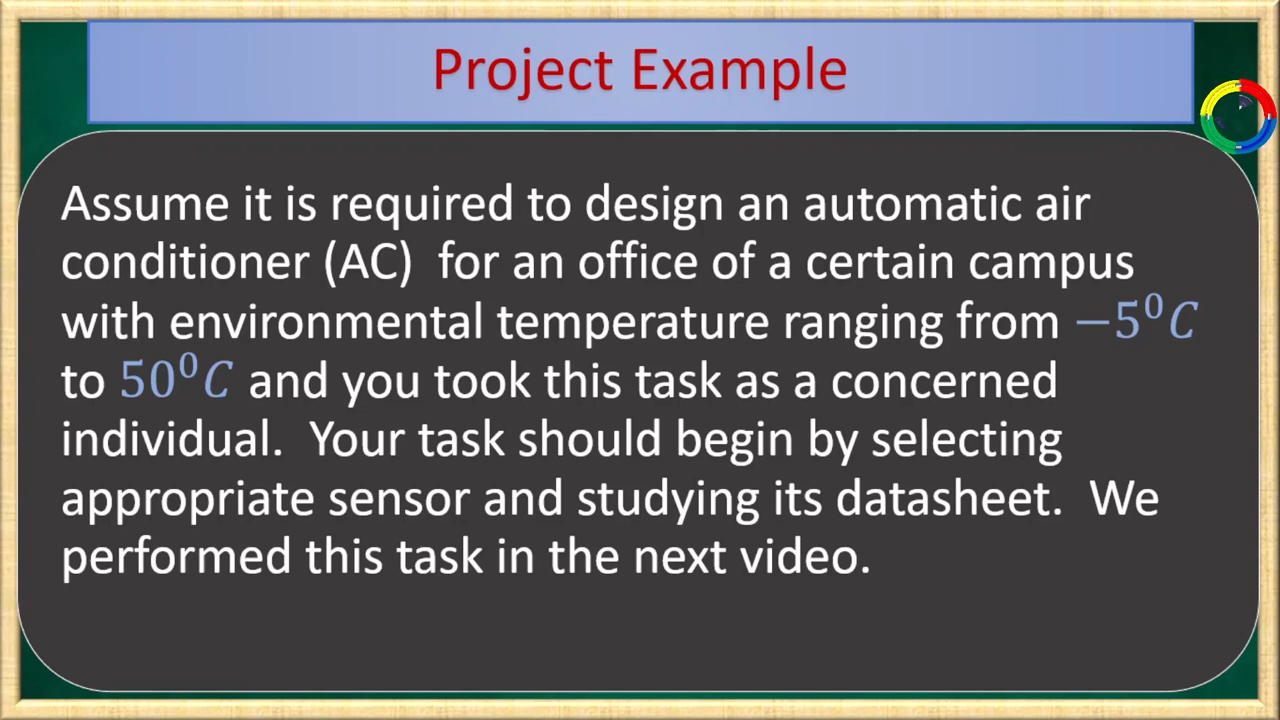 Project Example
Assume it is required to design an automatic air
conditioner (AC)  for an office of a certain campus
with environmental temperature ranging from −5⁰C
to 50⁰C and you took this task as a concerned
individual.  Your task should begin by selecting
appropriate sensor and studying its datasheet.  We
performed this task in the next video.